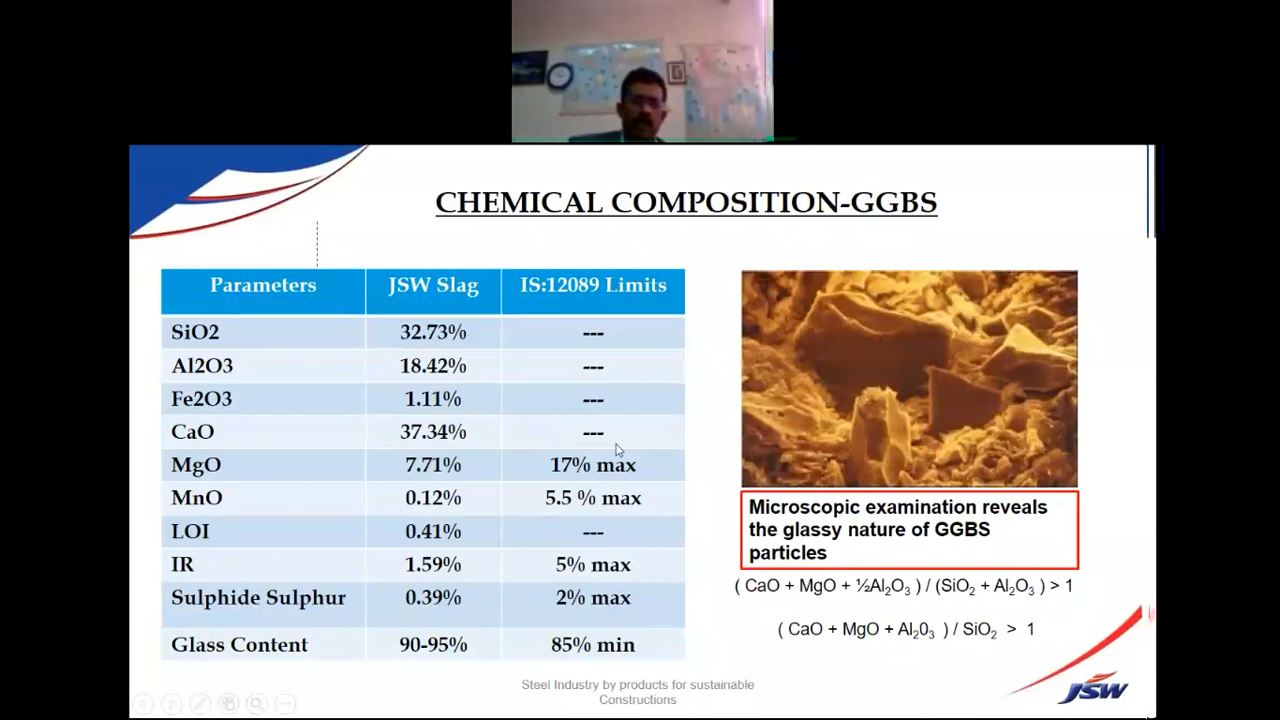 CHEMICAL COMPOSITION-GGBS
Parameters JSW Slag IS:12089 Limits
SiO2 32.73% ---
Al2O3 18.42% ---
Fe2O3 1.11% ---
CaO 37.34% ---
MgO 7.71% 17% max
MnO 0.12% 5.5 % max
LOI 0.41% ---
IR 1.59% 5% max
Sulphide Sulphur 0.39% 2% max
Glass Content 90-95% 85% min
Microscopic examination reveals
the glassy nature of GGBS
particles
( CaO + MgO + ½Al₂O₃ ) / (SiO₂ + Al₂O₃ ) > 1
( CaO + MgO + Al₂0₃ ) / SiO₂ > 1
Steel Industry by products for sustainable
Constructions
JSW